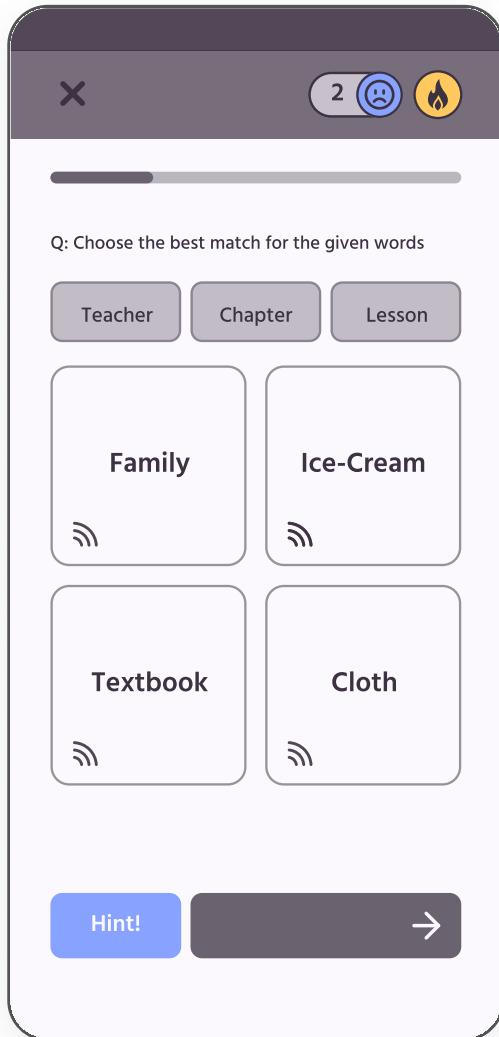 2
Q: Choose the best match for the given words
Teacher Chapter Lesson
Family Ice-Cream
Textbook Cloth
Hint!